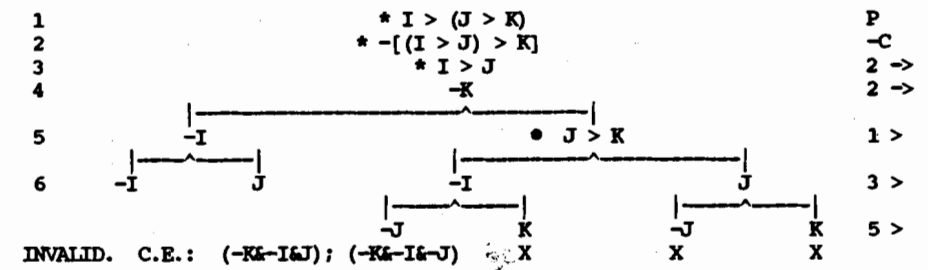 1 * I > (J > K) P
2 * -[(I > J) > K] -C
3 * I > J 2 ->
4 -K 2 ->
5 -I ● J > K 1 >
6 -I J -I J 3 >
-J K -J K 5 >
INVALID. C.E.: (-K&-I&J); (-K&-I&-J) X X X